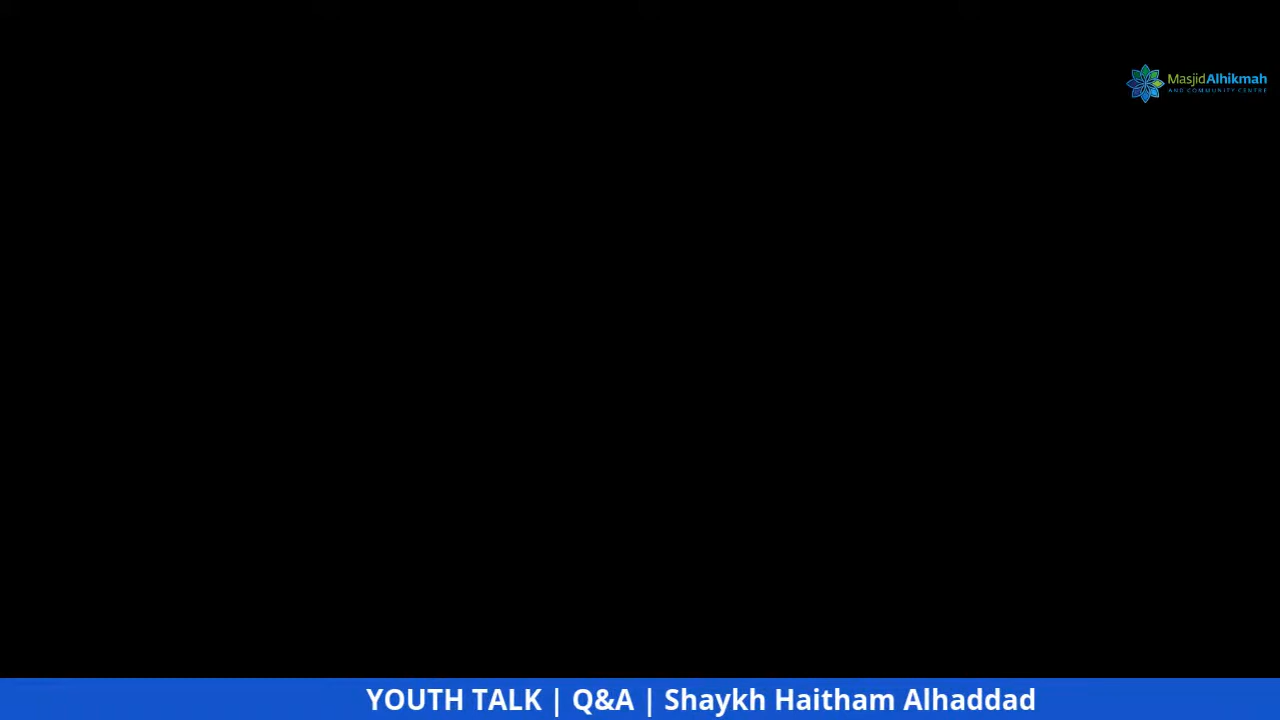 MasjidAlhikmah
AND COMMUNITY CENTRE
YOUTH TALK | Q&A | Shaykh Haitham Alhaddad